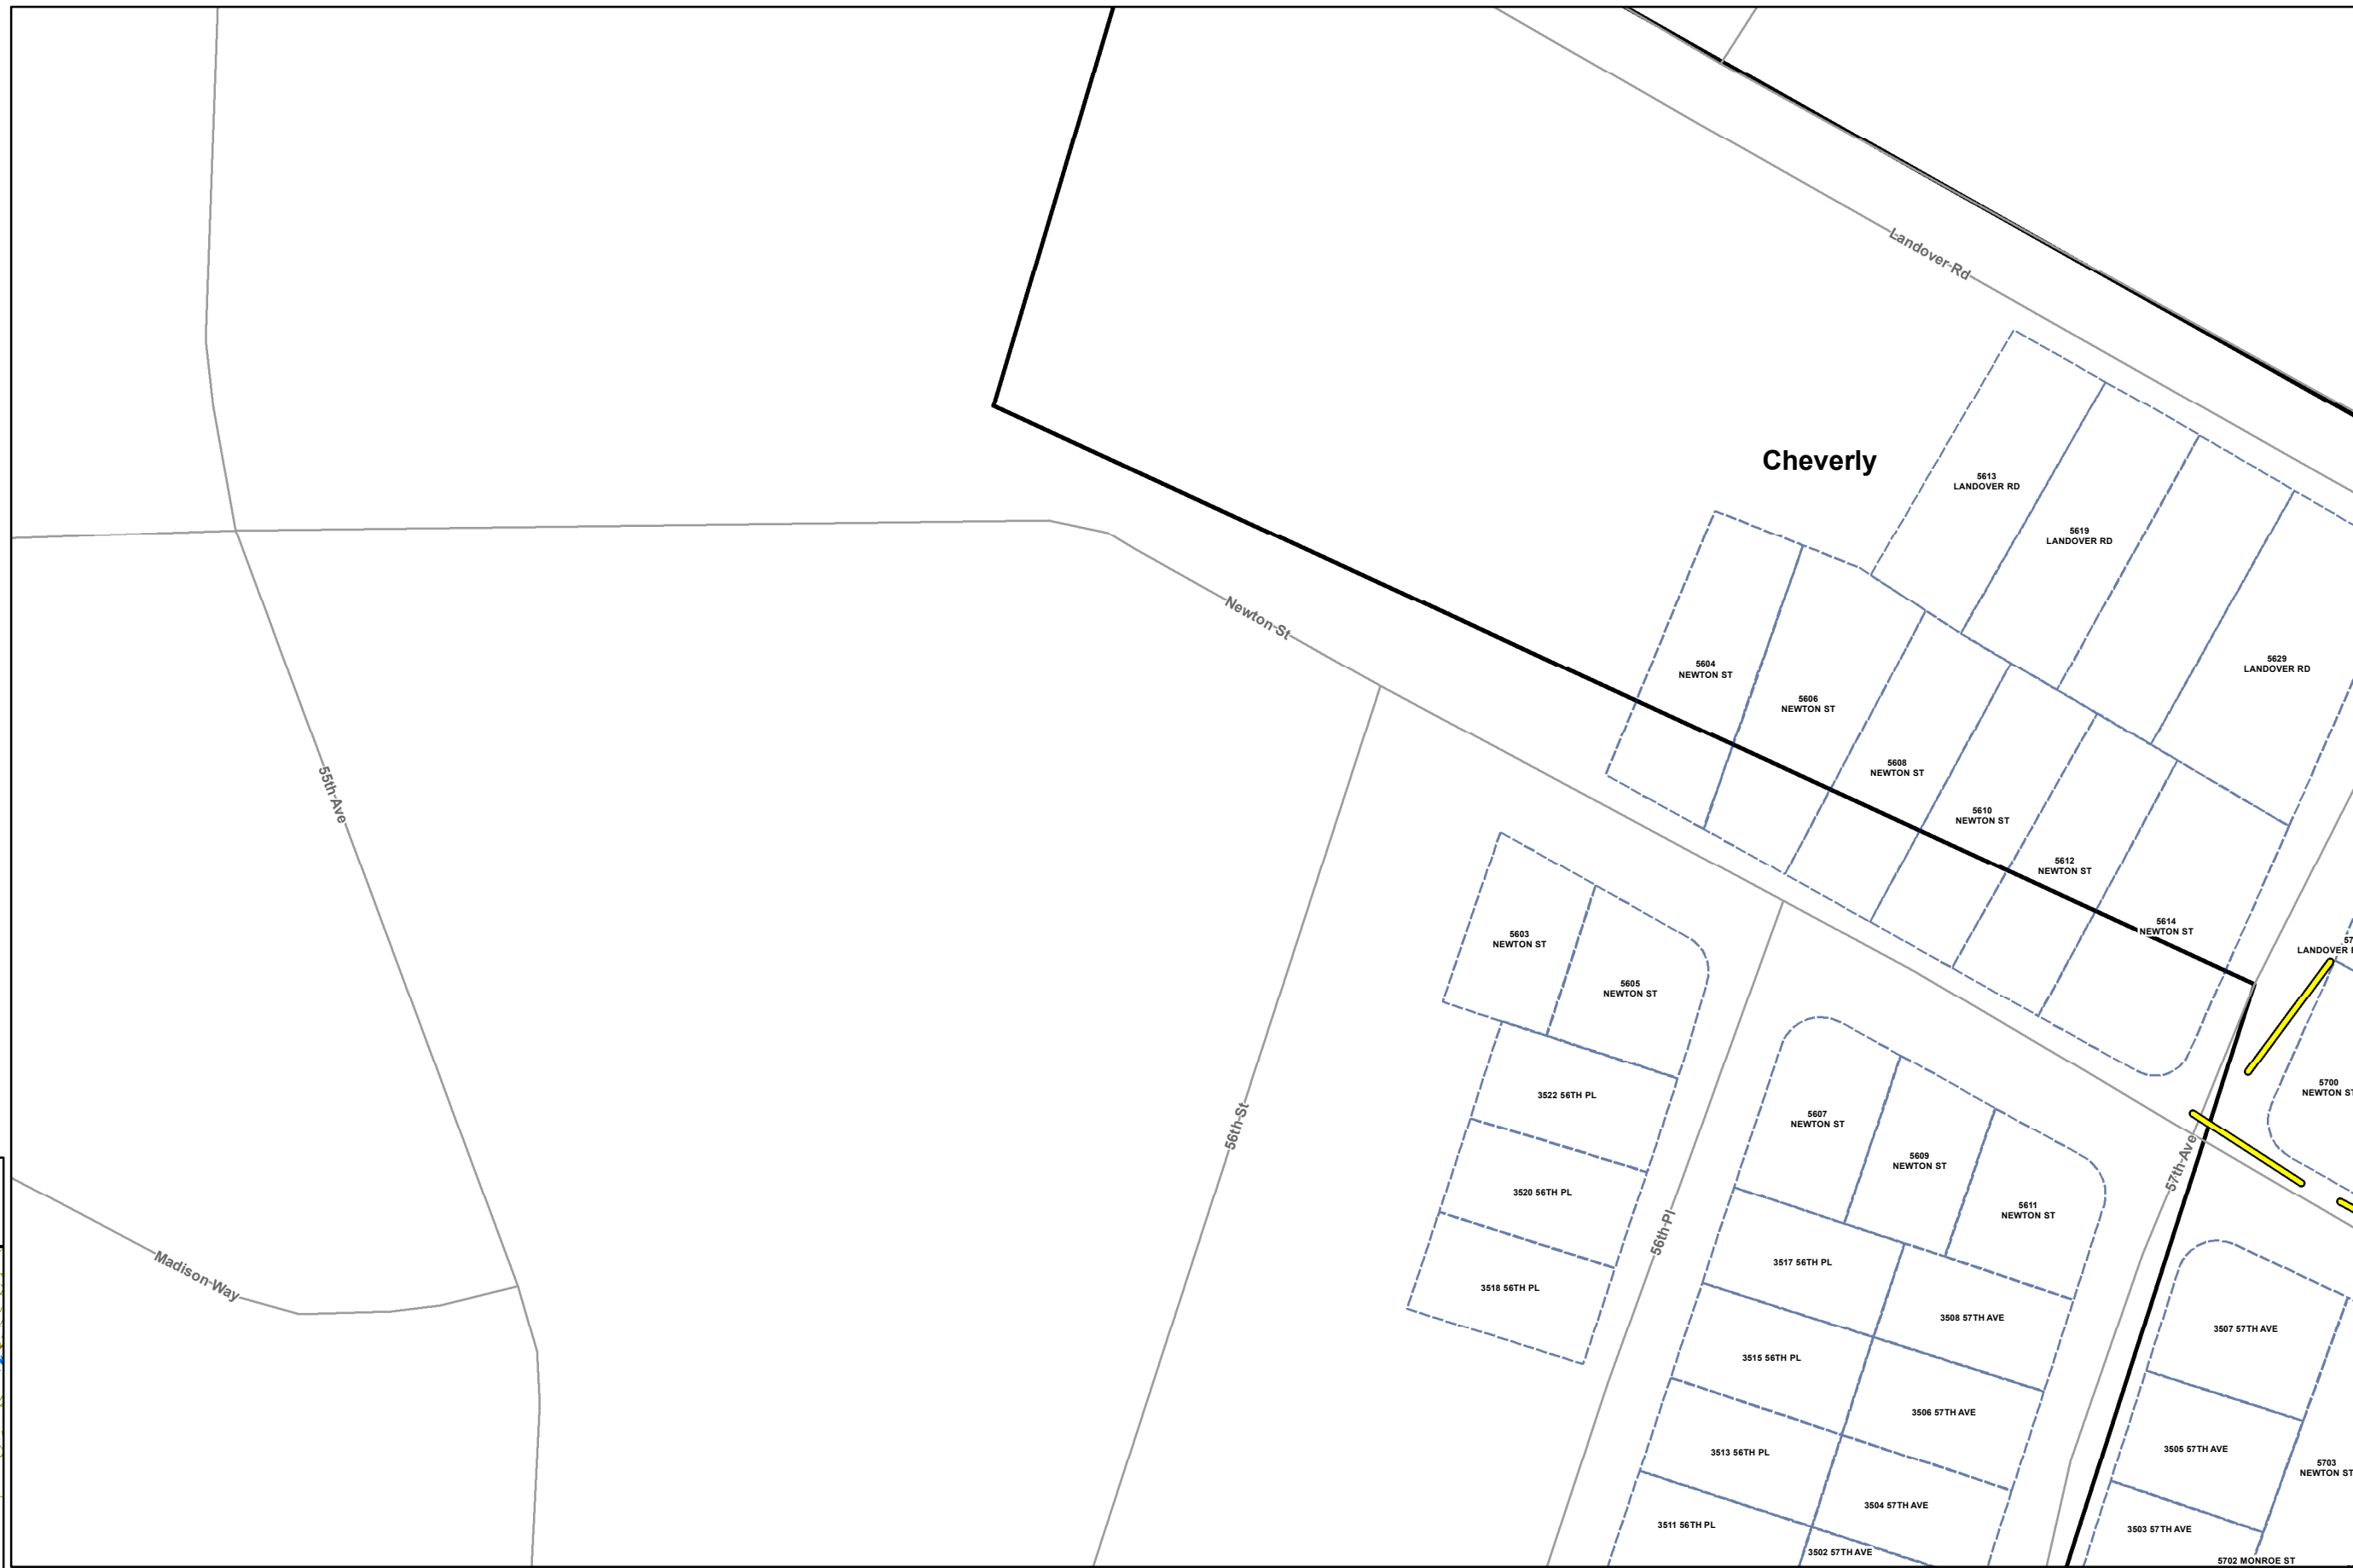 Landover Rd
Cheverly
5613
LANDOVER RD
5619
LANDOVER RD
Newton St
5629
LANDOVER RD
5604
NEWTON ST
5606
NEWTON ST
5608
NEWTON ST
5610
NEWTON ST
5612
NEWTON ST
5614
NEWTON ST
LANDOVER
55th Ave
5603
NEWTON ST
5605
NEWTON ST
5700
NEWTON ST
3522 56TH PL
5607
NEWTON ST
56th St
5609
NEWTON ST
57th Ave
3520 56TH PL
5611
NEWTON ST
56th Pl
Madison Way
3517 56TH PL
3518 56TH PL
3508 57TH AVE
3507 57TH AVE
3515 56TH PL
3506 57TH AVE
3505 57TH AVE
3513 56TH PL
5703
NEWTON ST
3504 57TH AVE
3511 56TH PL
3503 57TH AVE
3502 57TH AVE
5702 MONROE ST